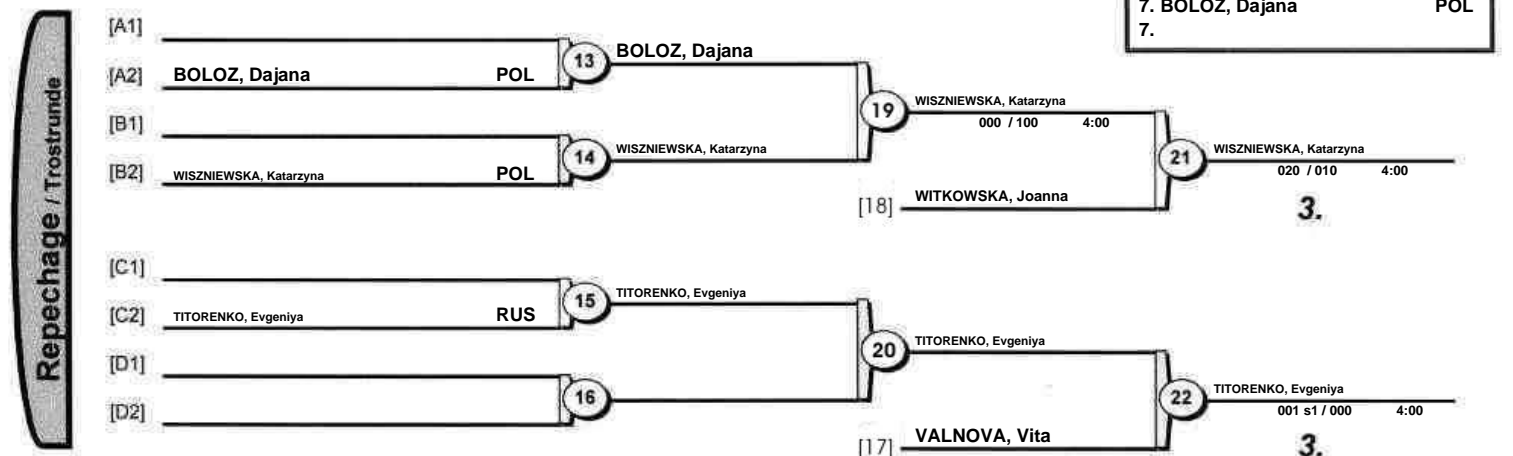 7. BOLOZ, Dajana POL
7.
Repechage / Trostrunde
[A1]
[A2] BOLOZ, Dajana POL
13
BOLOZ, Dajana
[B1]
[B2] WISZNIEWSKA, Katarzyna POL
14
WISZNIEWSKA, Katarzyna
19
WISZNIEWSKA, Katarzyna
000 / 100 4:00
[18] WITKOWSKA, Joanna
21
WISZNIEWSKA, Katarzyna
020 / 010 4:00
3.
[C1]
[C2] TITORENKO, Evgeniya RUS
15
TITORENKO, Evgeniya
[D1]
[D2]
16
20
TITORENKO, Evgeniya
[17] VALNOVA, Vita
22
TITORENKO, Evgeniya
001 s1 / 000 4:00
3.